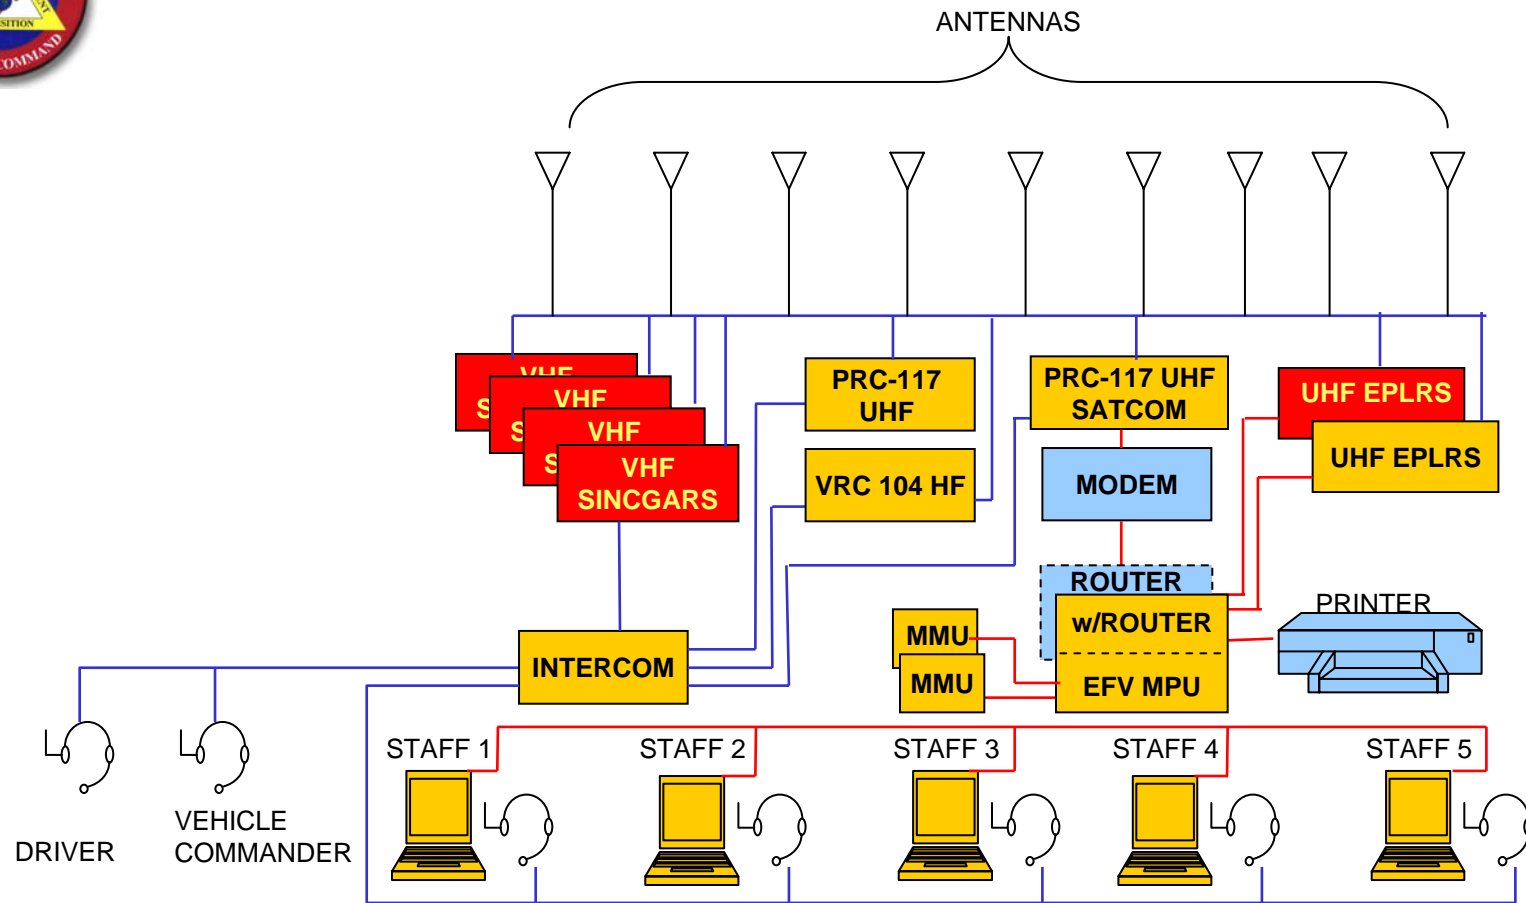 SITION
COMMAND
ANTENNAS
VHF
S
VHF
S
VHF
S
VHF
SINCGARS
PRC-117
UHF
VRC 104 HF
PRC-117 UHF
SATCOM
MODEM
UHF EPLRS
UHF EPLRS
ROUTER
w/ROUTER
EFV MPU
MMU
MMU
PRINTER
INTERCOM
DRIVER
VEHICLE
COMMANDER
STAFF 1
STAFF 2
STAFF 3
STAFF 4
STAFF 5